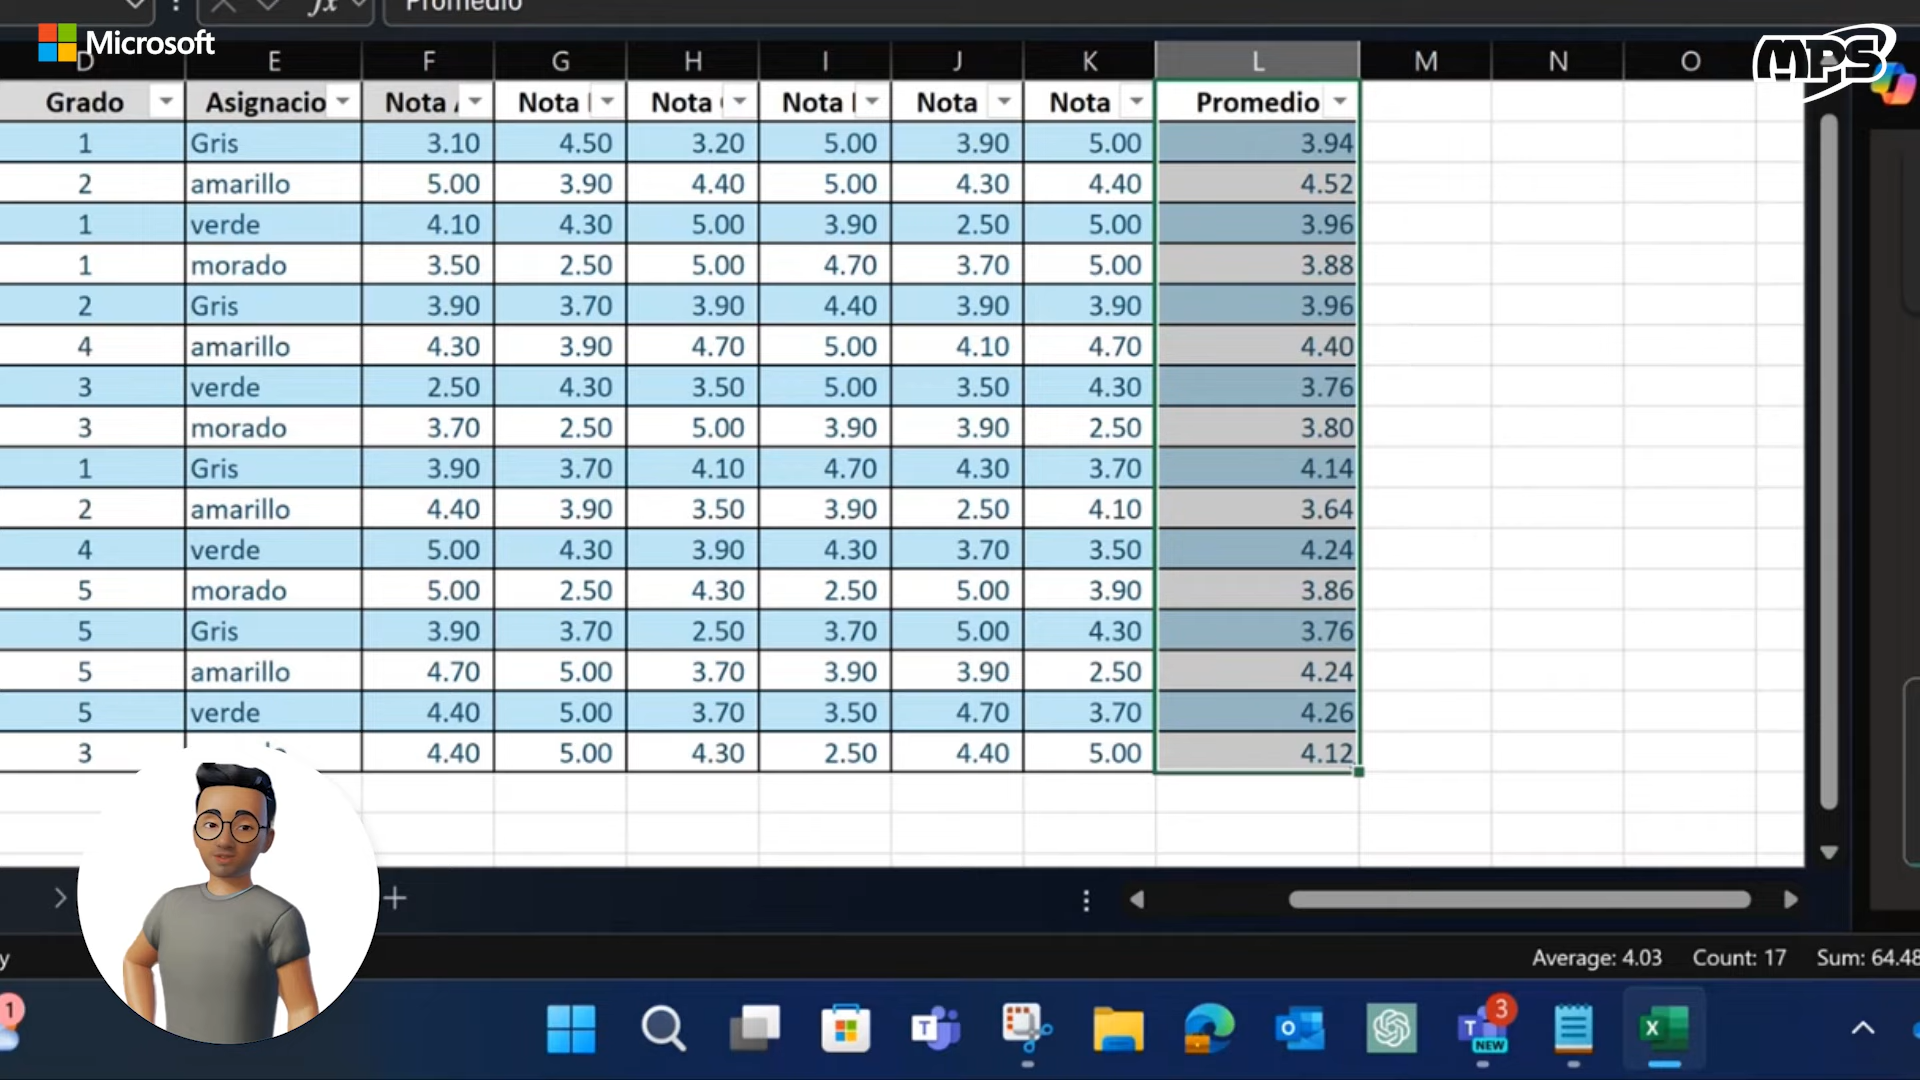 Promedio
Microsoft
MPS
D E F G H I J K L M N O
Grado Asignacio Nota Nota Nota Nota Nota Nota Promedio
1 Gris 3.10 4.50 3.20 5.00 3.90 5.00 3.94
2 amarillo 5.00 3.90 4.40 5.00 4.30 4.40 4.52
1 verde 4.10 4.30 5.00 3.90 2.50 5.00 3.96
1 morado 3.50 2.50 5.00 4.70 3.70 5.00 3.88
2 Gris 3.90 3.70 3.90 4.40 3.90 3.90 3.96
4 amarillo 4.30 3.90 4.70 5.00 4.10 4.70 4.40
3 verde 2.50 4.30 3.50 5.00 3.50 4.30 3.76
3 morado 3.70 2.50 5.00 3.90 3.90 2.50 3.80
1 Gris 3.90 3.70 4.10 4.70 4.30 3.70 4.14
2 amarillo 4.40 3.90 3.50 3.90 2.50 4.10 3.64
4 verde 5.00 4.30 3.90 4.30 3.70 3.50 4.24
5 morado 5.00 2.50 4.30 2.50 5.00 3.90 3.86
5 Gris 3.90 3.70 2.50 3.70 5.00 4.30 3.76
5 amarillo 4.70 5.00 3.70 3.90 3.90 2.50 4.24
5 verde 4.40 5.00 3.70 3.50 4.70 3.70 4.26
3 4.40 5.00 4.30 2.50 4.40 5.00 4.12
Average: 4.03 Count: 17 Sum: 64.48
1 3 NEW